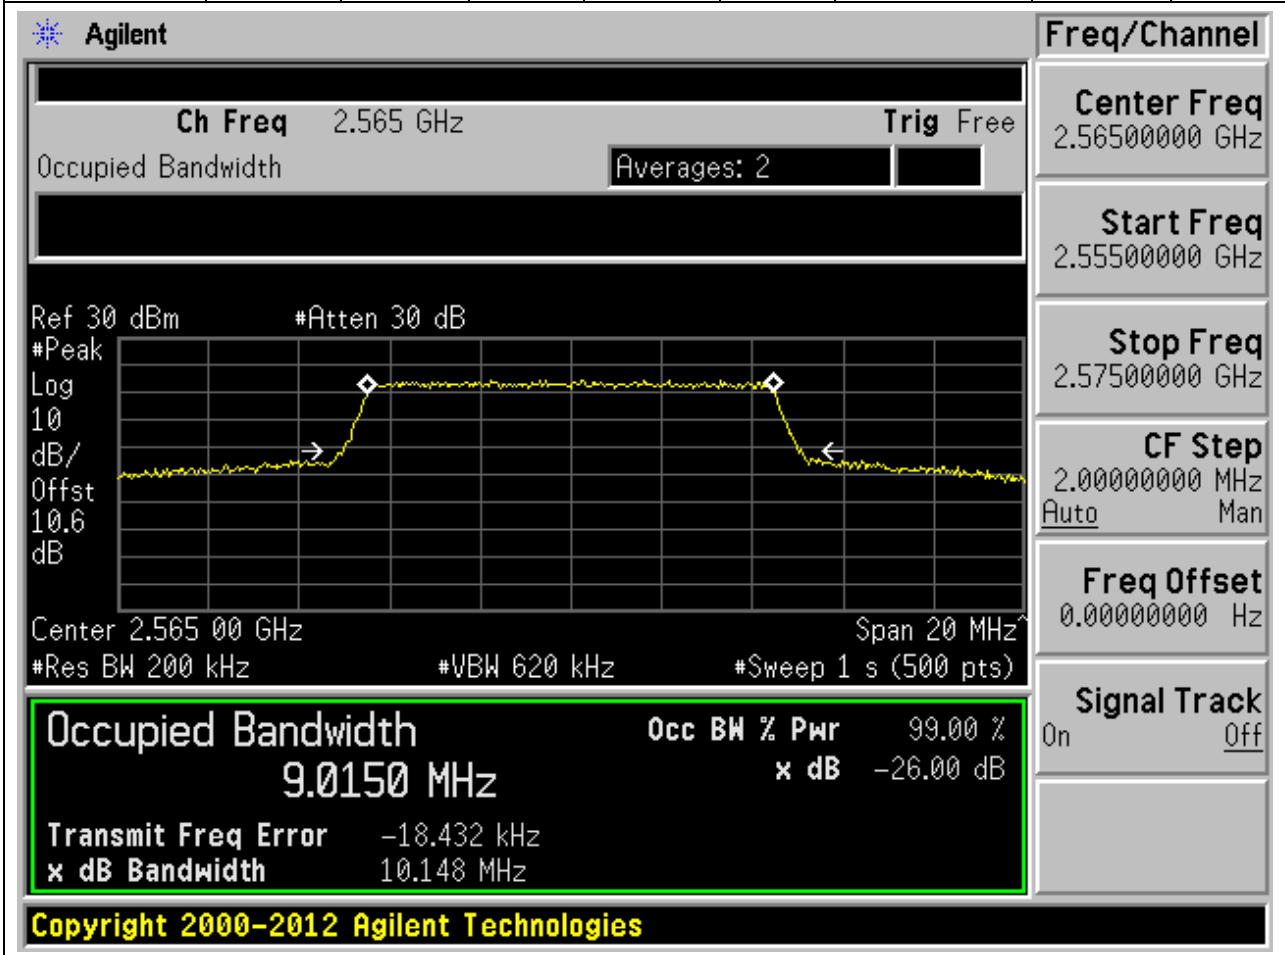 Agilent
Freq/Channel
Ch Freq 2.565 GHz Trig Free
Occupied Bandwidth Averages: 2
Center Freq
2.56500000 GHz
Start Freq
2.55500000 GHz
Stop Freq
2.57500000 GHz
CF Step
2.00000000 MHz
Auto Man
Freq Offset
0.00000000 Hz
Signal Track
On Off
Ref 30 dBm #Atten 30 dB
#Peak
Log
10
dB/
Offst
10.6
dB
Center 2.565 00 GHz Span 20 MHz^
#Res BW 200 kHz #VBW 620 kHz #Sweep 1 s (500 pts)
Occupied Bandwidth Occ BW % Pwr 99.00 %
9.0150 MHz x dB -26.00 dB
Transmit Freq Error -18.432 kHz
x dB Bandwidth 10.148 MHz
Copyright 2000-2012 Agilent Technologies